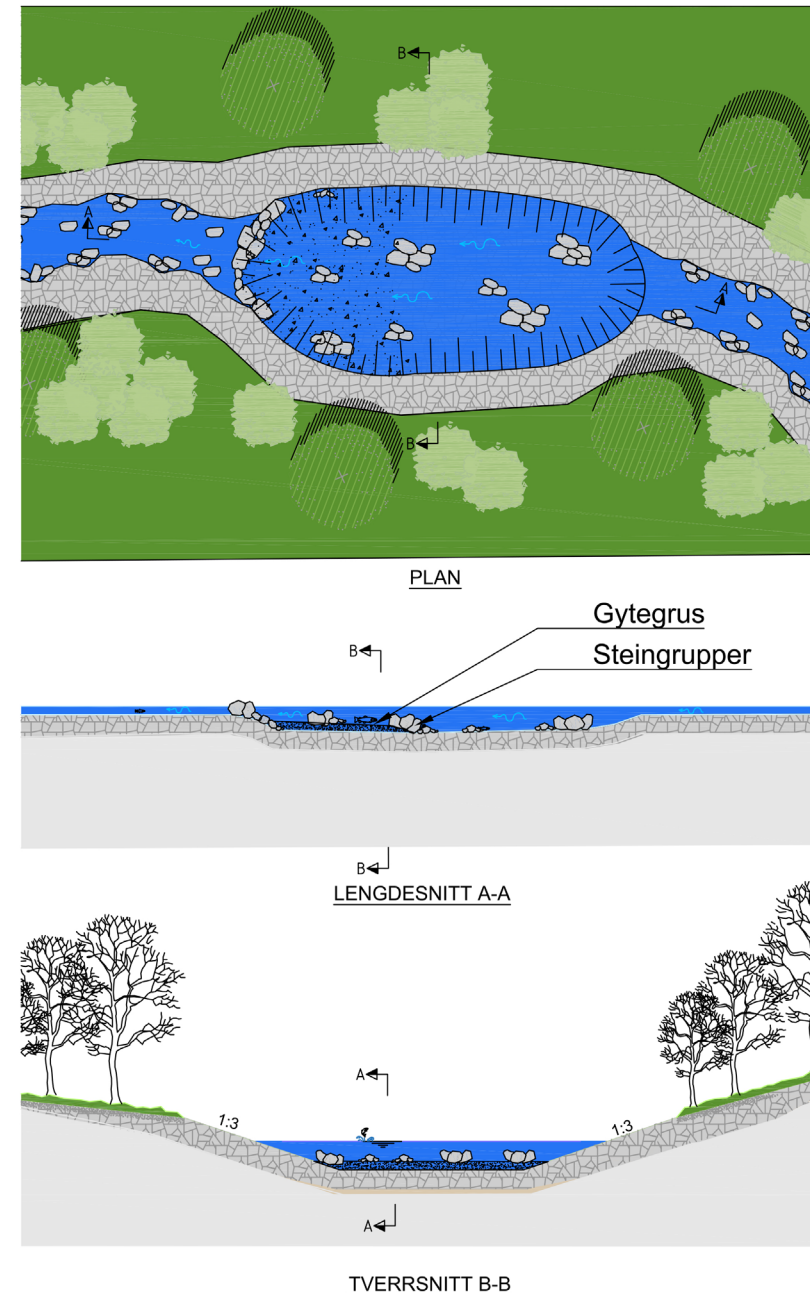 B
A
A
B
PLAN
Gytegrus
B
Steingrupper
B
LENGDESNITT A-A
A
1:3
1:3
A
TVERRSNITT B-B